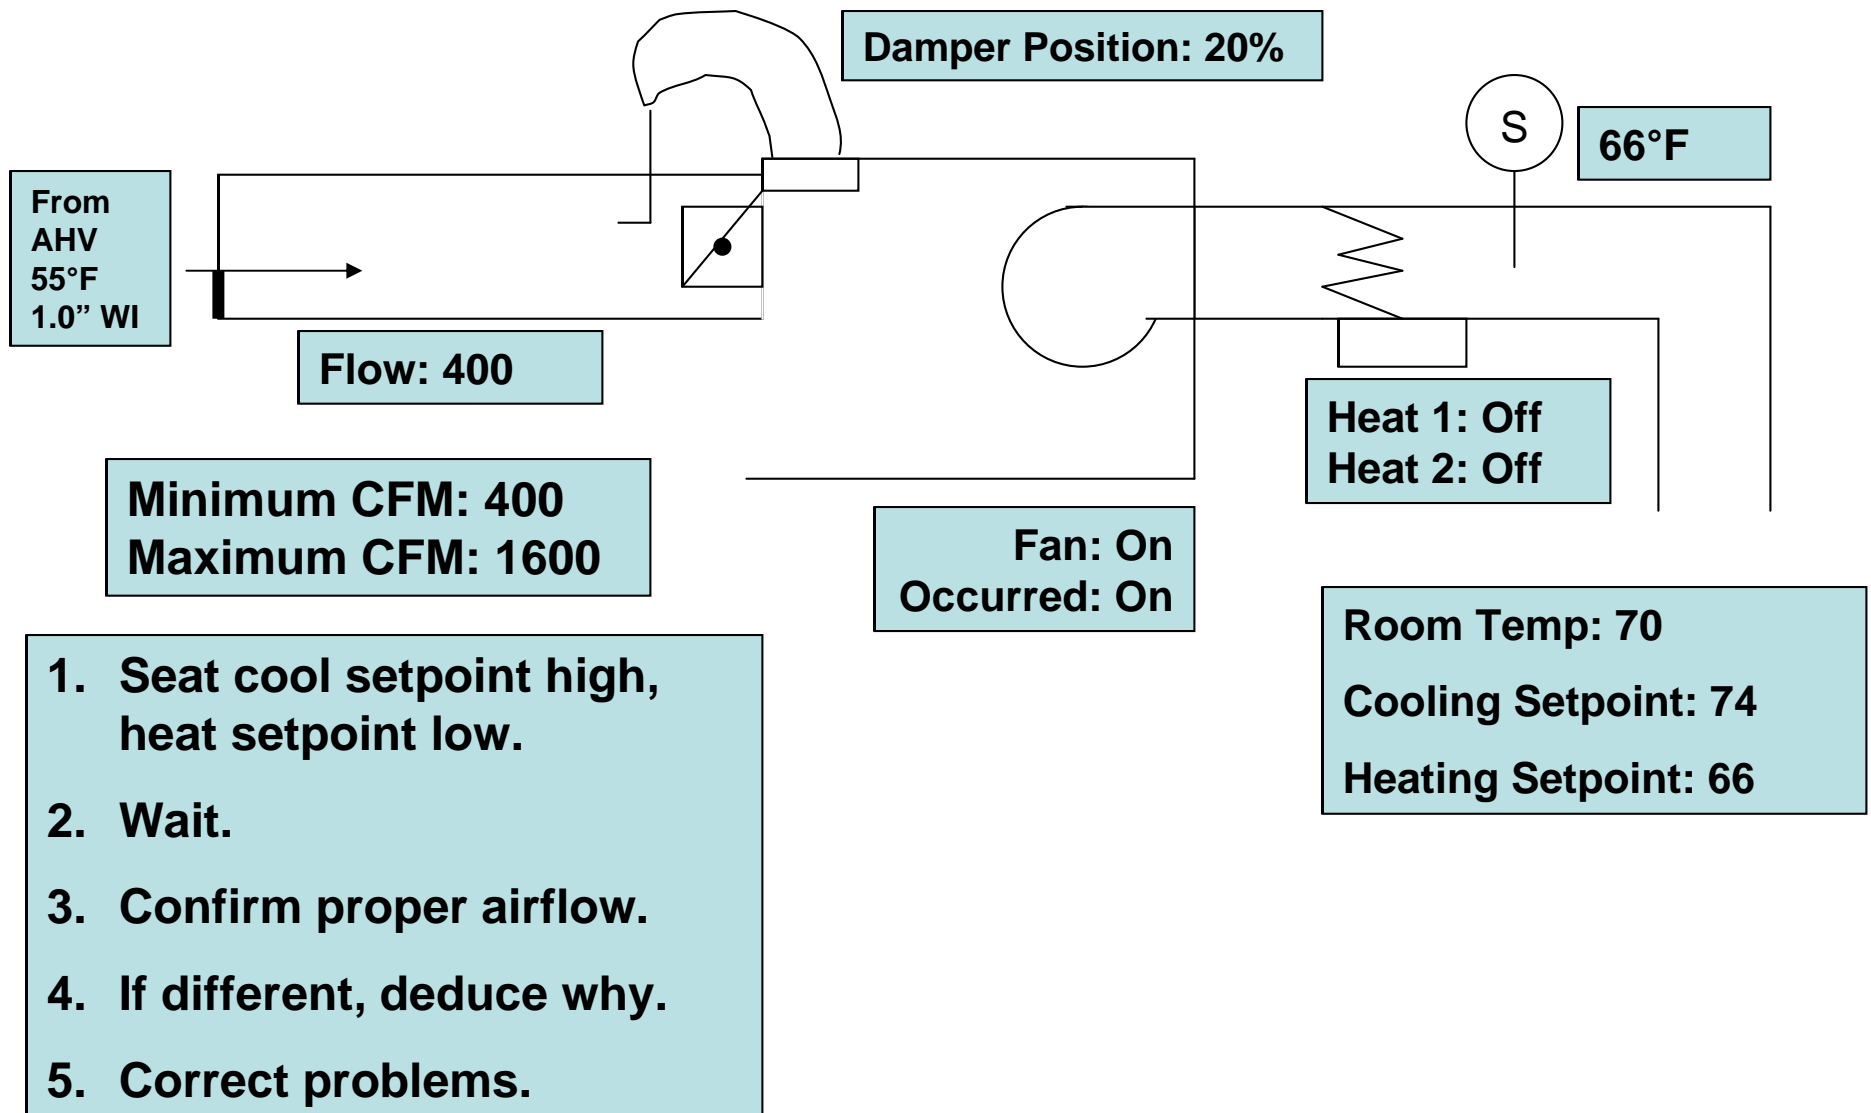 Damper Position: 20%
S
66°F
From
AHV
55°F
1.0” WI
Flow: 400
Heat 1: Off
Heat 2: Off
Minimum CFM: 400
Maximum CFM: 1600
Fan: On
Occurred: On
Room Temp: 70
Cooling Setpoint: 74
Heating Setpoint: 66
1. Seat cool setpoint high,
heat setpoint low.
2. Wait.
3. Confirm proper airflow.
4. If different, deduce why.
5. Correct problems.